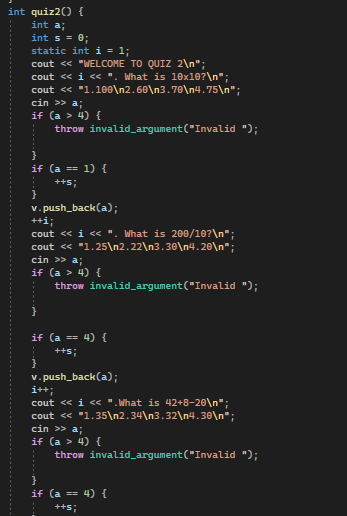 }
int quiz2() {
int a;
int s = 0;
static int i = 1;
cout << "WELCOME TO QUIZ 2\n";
cout << i << ". What is 10x10?\n";
cout << "1.100\n2.60\n3.70\n4.75\n";
cin >> a;
if (a > 4) {
throw invalid_argument("Invalid ");
}
if (a == 1) {
++s;
}
v.push_back(a);
++i;
cout << i << ". What is 200/10?\n";
cout << "1.25\n2.22\n3.30\n4.20\n";
cin >> a;
if (a > 4) {
throw invalid_argument("Invalid ");
}
if (a == 4) {
++s;
}
v.push_back(a);
i++;
cout << i << ".What is 42+8-20\n";
cout << "1.35\n2.34\n3.32\n4.30\n";
cin >> a;
if (a > 4) {
throw invalid_argument("Invalid ");
}
if (a == 4) {
++s;